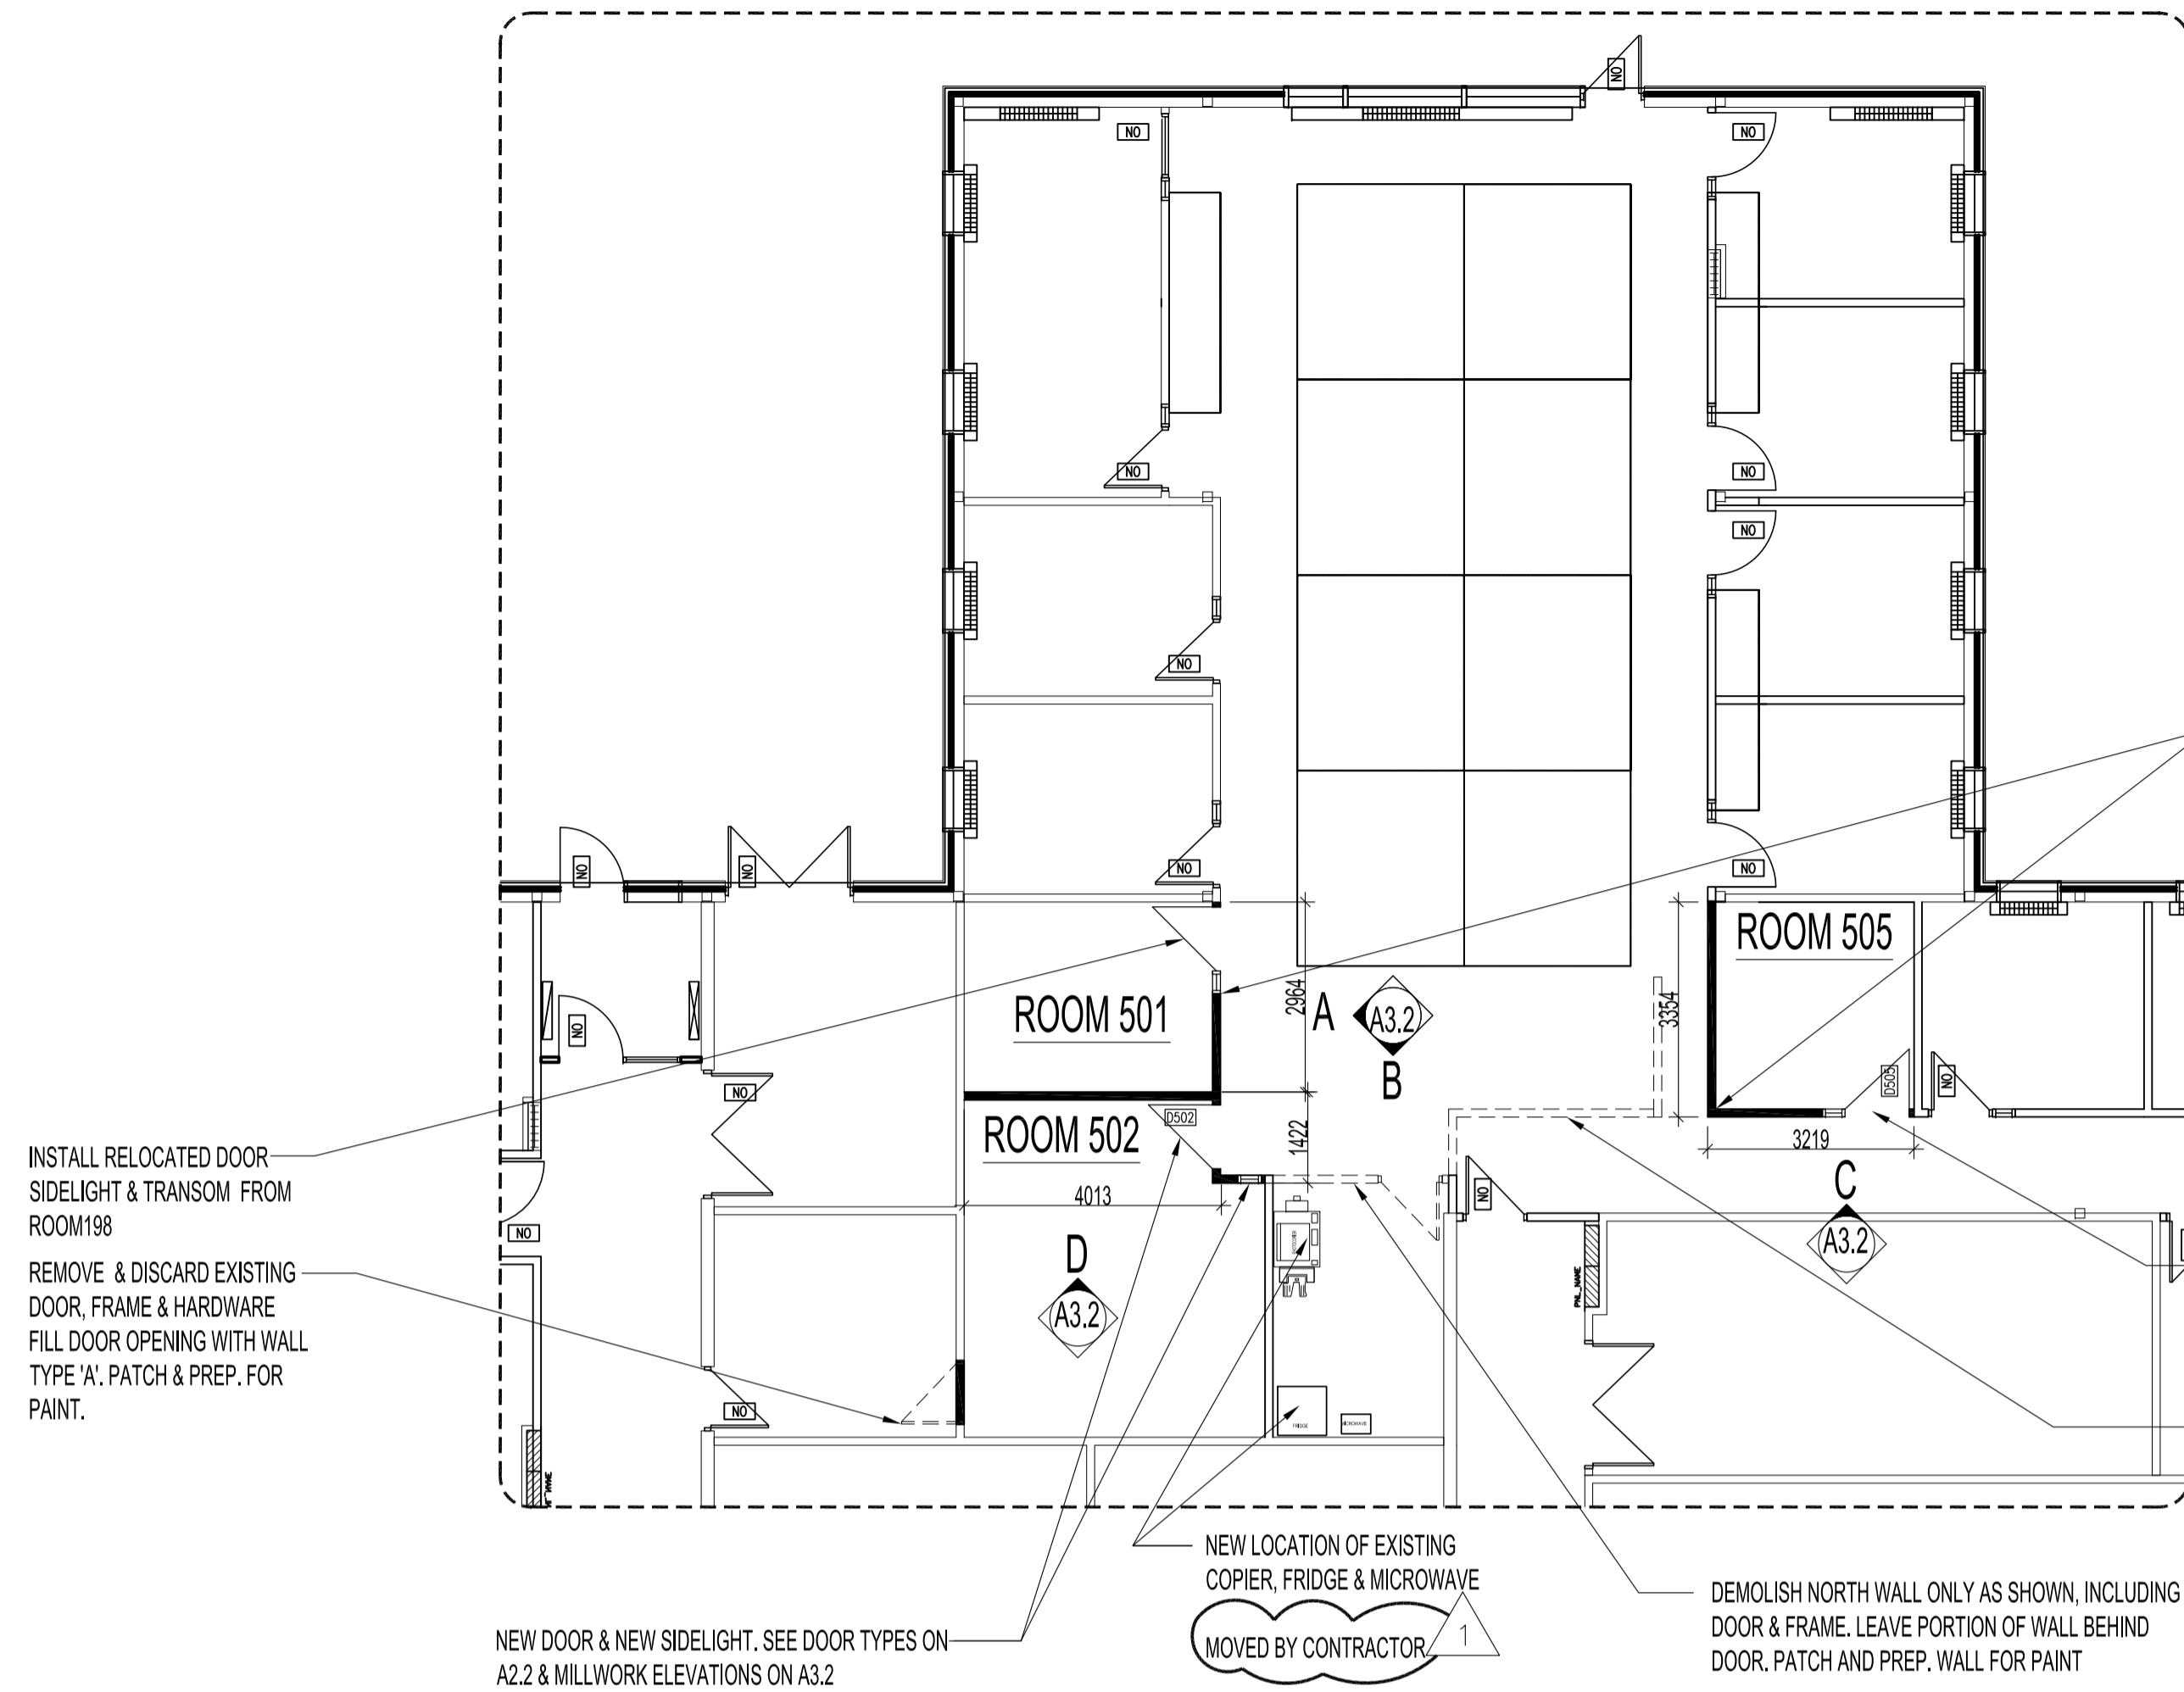 NO
NO
NO
NO
NO
NO
NO
NO
NO
NO
NO
NO
ROOM 505
ROOM 501
2964
A
A3.2
B
3354
NO
NO
D505
NO
ROOM 502
D502
1422
3219
4013
C
A3.2
NO
NO
D
A3.2
PNL_NAME
FRIDGE
MICROWAVE
NO
INSTALL RELOCATED DOOR
SIDELIGHT & TRANSOM FROM
ROOM198
REMOVE & DISCARD EXISTING
DOOR, FRAME & HARDWARE
FILL DOOR OPENING WITH WALL
TYPE 'A'. PATCH & PREP. FOR
PAINT.
NEW DOOR & NEW SIDELIGHT. SEE DOOR TYPES ON
A2.2 & MILLWORK ELEVATIONS ON A3.2
NEW LOCATION OF EXISTING
COPIER, FRIDGE & MICROWAVE
MOVED BY CONTRACTOR
1
DEMOLISH NORTH WALL ONLY AS SHOWN, INCLUDING
DOOR & FRAME. LEAVE PORTION OF WALL BEHIND
DOOR. PATCH AND PREP. WALL FOR PAINT